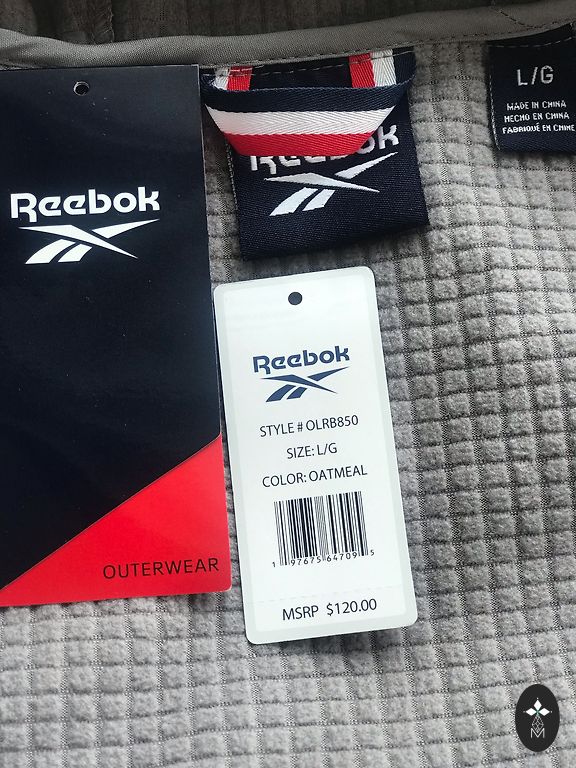 L/G
MADE IN CHINA
HECHO EN CHINA
FABRIQUÉ EN CHINE
Reebok
Reebok
OUTERWEAR
Reebok
STYLE # OLRB850
SIZE: L/G
COLOR: OATMEAL
1 97675 64709 5
MSRP $120.00